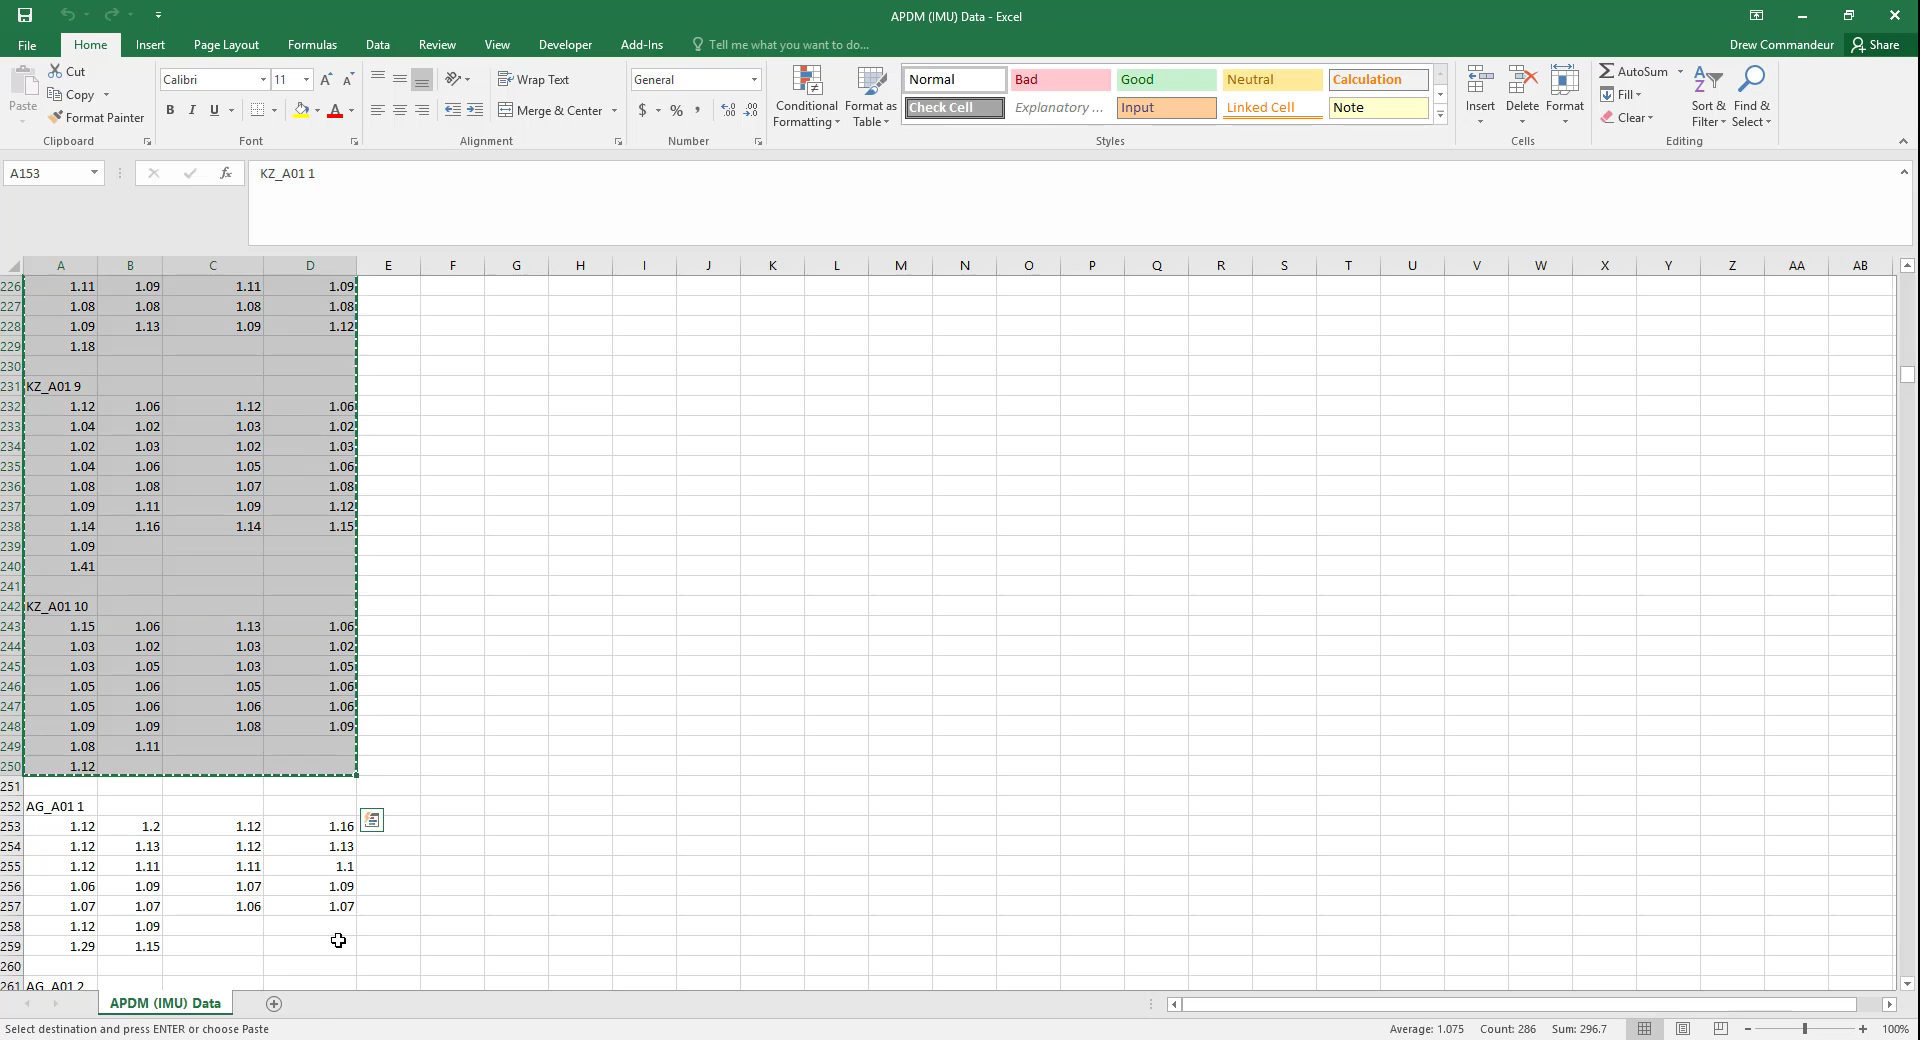 APDM (IMU) Data - Excel
File Home Insert Page Layout Formulas Data Review View Developer Add-Ins Tell me what you want to do... Drew Commandeur Share
Paste Cut Copy Format Painter Clipboard
Calibri 11 A A B I U A Font
Wrap Text Merge & Center Alignment
General $ % , Number
Conditional Formatting Format as Table
Normal Bad Good Neutral Calculation
Check Cell Explanatory ... Input Linked Cell Note
Styles
Insert Delete Format Cells
AutoSum Fill Clear Sort & Filter Find & Select Editing
A153 fx KZ_A01 1
A B C D E F G H I J K L M N O P Q R S T U V W X Y Z AA AB
226 1.11 1.09 1.11 1.09
227 1.08 1.08 1.08 1.08
228 1.09 1.13 1.09 1.12
229 1.18
230
231 KZ_A01 9
232 1.12 1.06 1.12 1.06
233 1.04 1.02 1.03 1.02
234 1.02 1.03 1.02 1.03
235 1.04 1.06 1.05 1.06
236 1.08 1.08 1.07 1.08
237 1.09 1.11 1.09 1.12
238 1.14 1.16 1.14 1.15
239 1.09
240 1.41
241
242 KZ_A01 10
243 1.15 1.06 1.13 1.06
244 1.03 1.02 1.03 1.02
245 1.03 1.05 1.03 1.05
246 1.05 1.06 1.05 1.06
247 1.05 1.06 1.06 1.06
248 1.09 1.09 1.08 1.09
249 1.08 1.11
250 1.12
251
252 AG_A01 1
253 1.12 1.2 1.12 1.16
254 1.12 1.13 1.12 1.13
255 1.12 1.11 1.11 1.1
256 1.06 1.09 1.07 1.09
257 1.07 1.07 1.06 1.07
258 1.12 1.09
259 1.29 1.15
260
261 AG_A01 2
APDM (IMU) Data
Select destination and press ENTER or choose Paste Average: 1.075 Count: 286 Sum: 296.7 100%